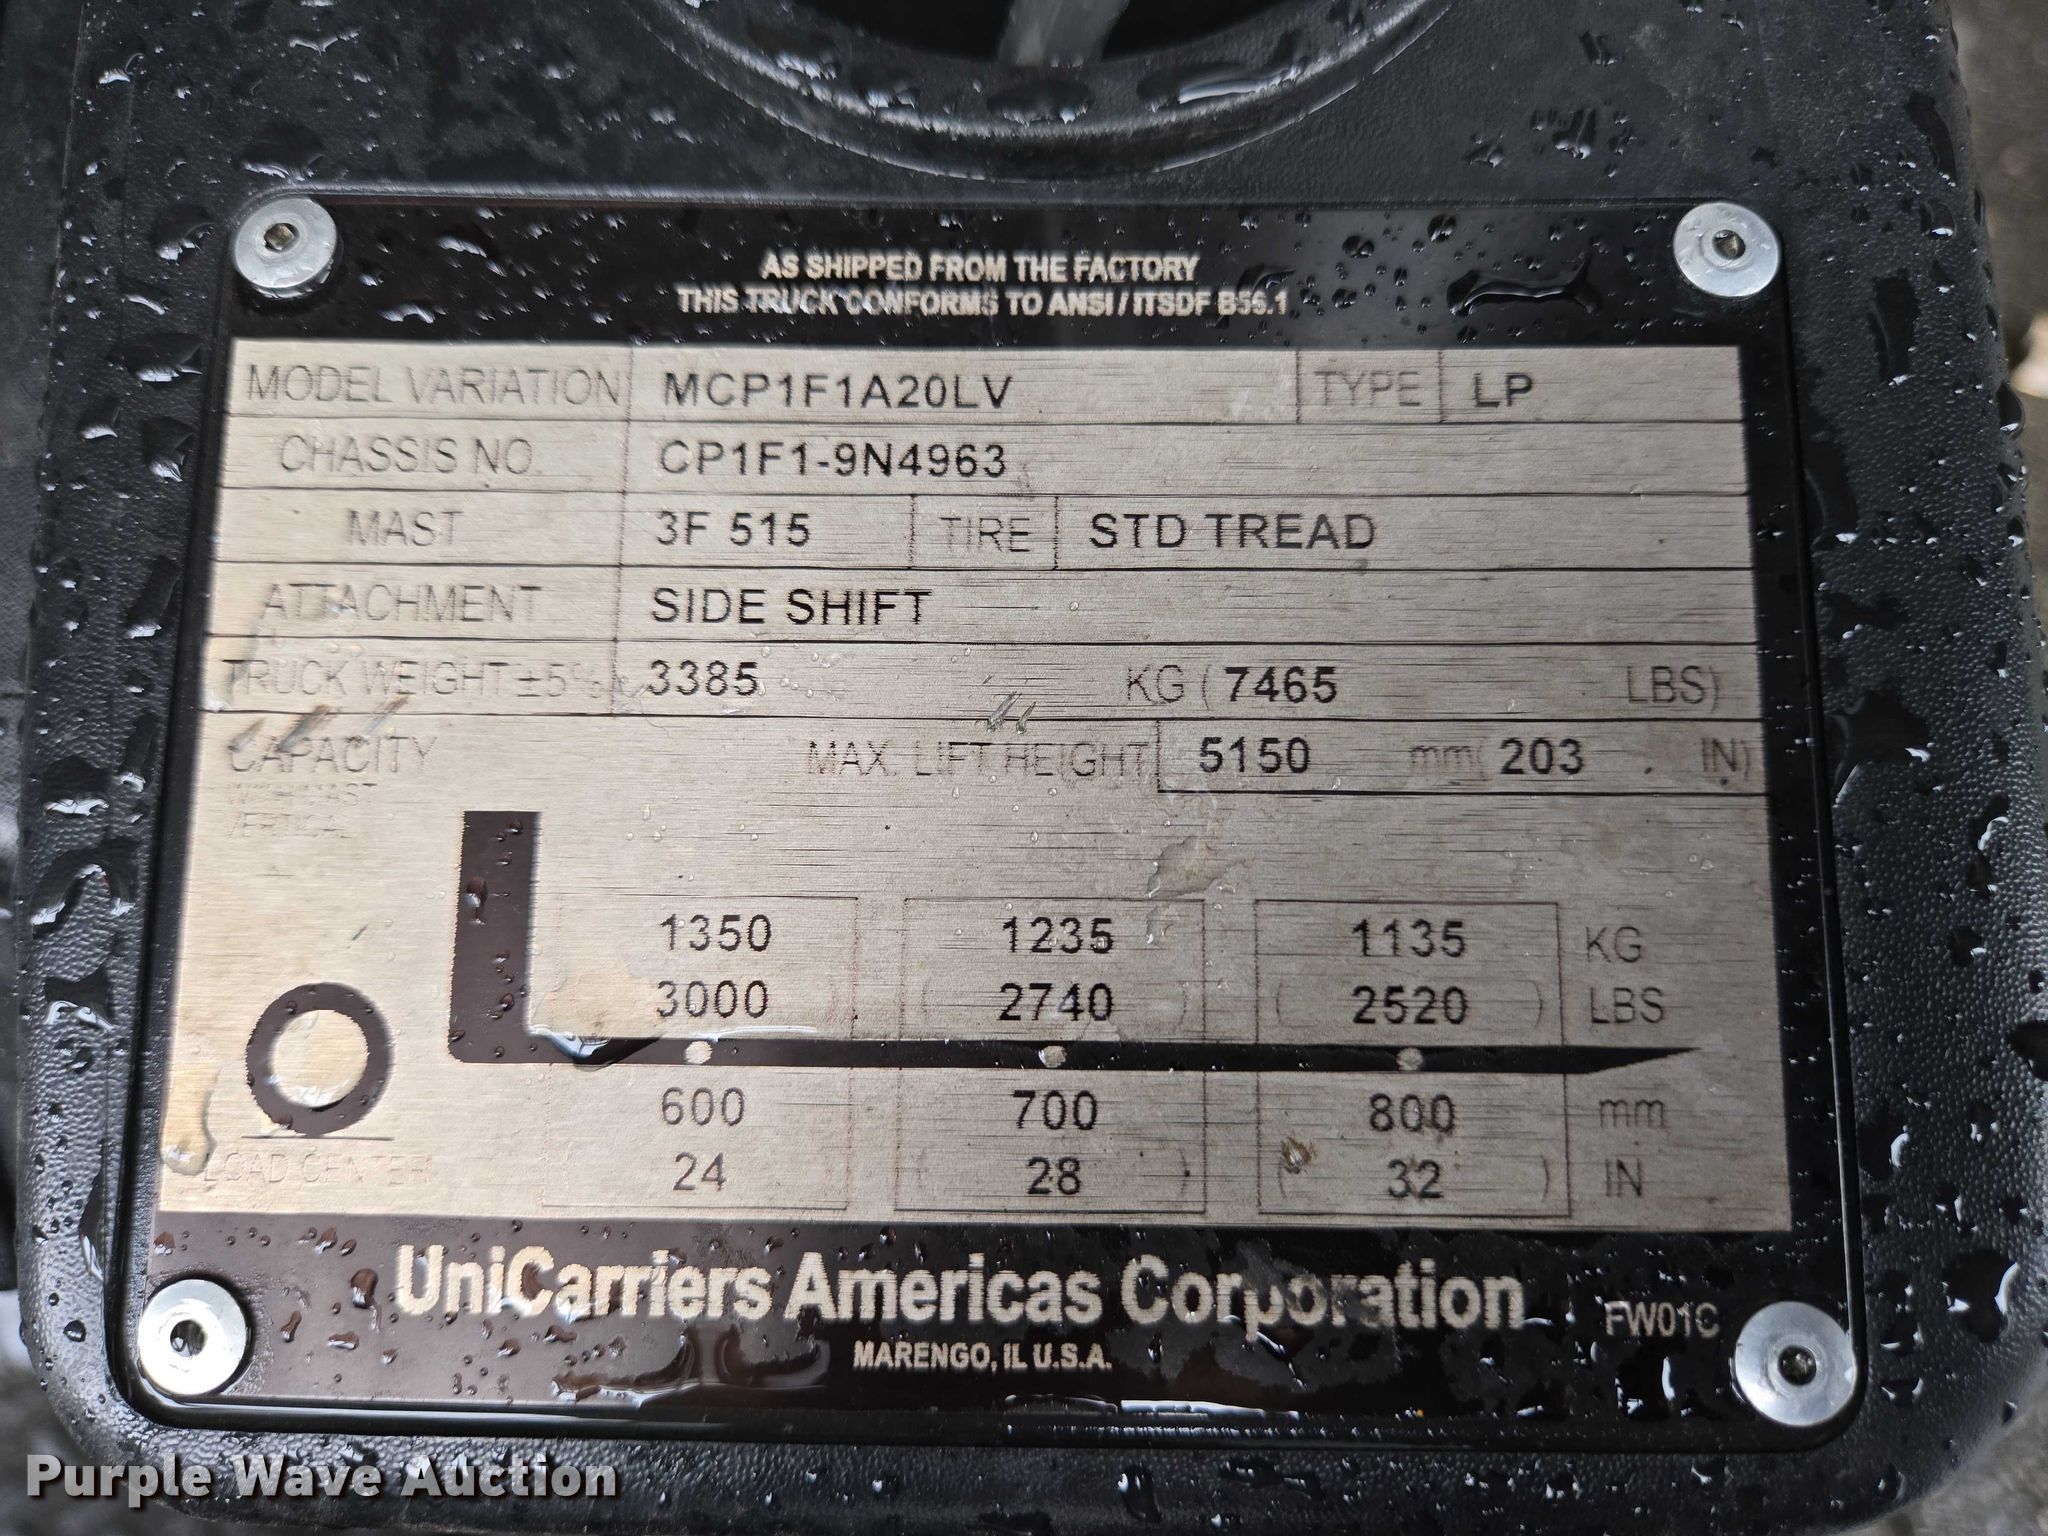 AS SHIPPED FROM THE FACTORY
THIS TRUCK CONFORMS TO ANSI / ITSDF B56.1
MODEL VARIATION MCP1F1A20LV TYPE LP
CHASSIS NO. CP1F1-9N4963
MAST 3F 515 TIRE STD TREAD
ATTACHMENT SIDE SHIFT
TRUCK WEIGHT ±5% 3385 KG ( 7465 LBS)
CAPACITY MAX. LIFT HEIGHT 5150 mm( 203 IN)
WITH MAST
VERTICAL
1350 1235 1135 KG
3000 ( 2740 ) ( 2520 ) LBS
600 700 800 mm
LOAD CENTER ( 24 ) ( 28 ) ( 32 ) IN
UniCarriers Americas Corporation FW01C
MARENGO, IL U.S.A.
Purple Wave Auction